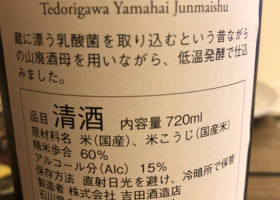 Tedorigawa Yamahai Junmaishu
蔵に漂う乳酸菌を取り込むという昔ながら
の山廃酒母を用いながら、低温発酵で仕込
みました。
品目 清酒 内容量 720ml
原材料名 米(国産)、米こうじ(国産米)
精米歩合 60%
アルコール分(Alc) 15%
保存方法 直射日光を避け、冷暗所で保管
製造者 株式会社 吉田酒造店
石川県